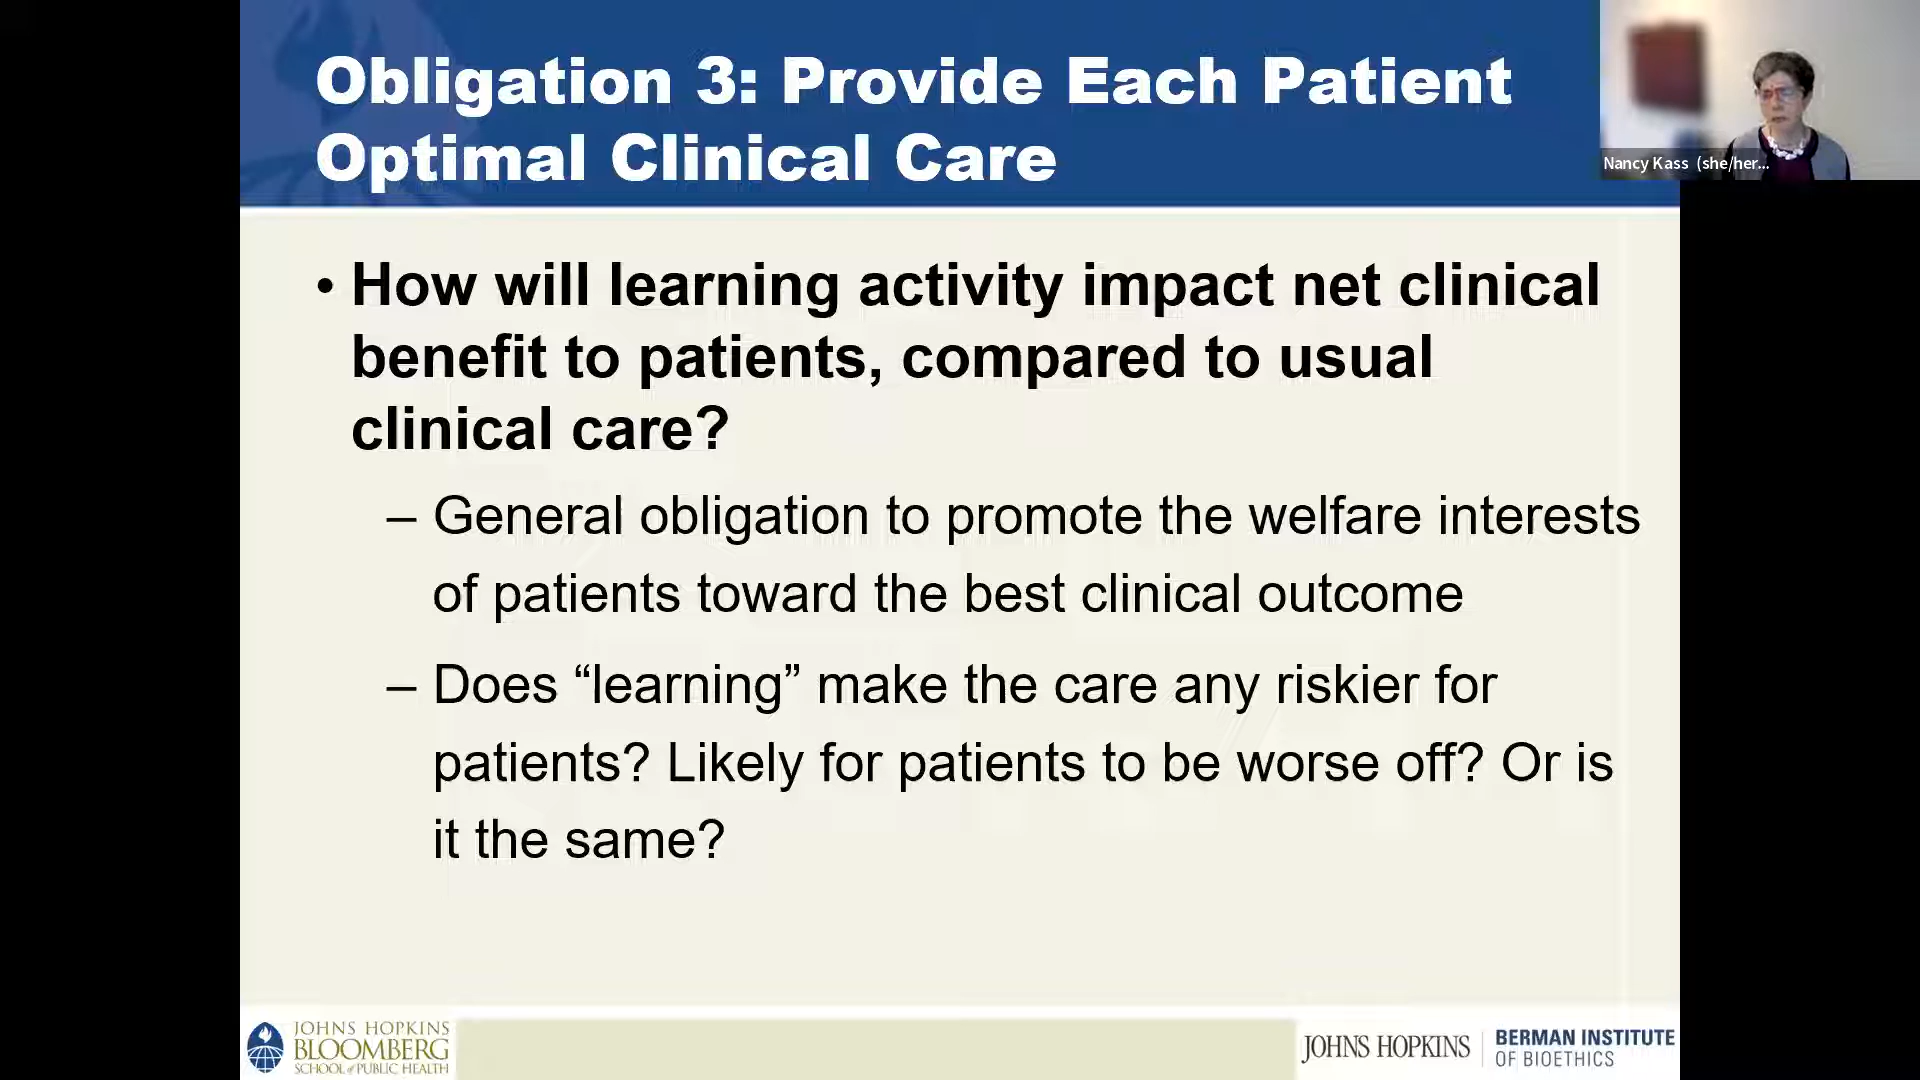 Obligation 3: Provide Each Patient
Optimal Clinical Care
Nancy Kass (she/her...
• How will learning activity impact net clinical
benefit to patients, compared to usual
clinical care?
– General obligation to promote the welfare interests
of patients toward the best clinical outcome
– Does “learning” make the care any riskier for
patients? Likely for patients to be worse off? Or is
it the same?
JOHNS HOPKINS
BLOOMBERG
SCHOOL of PUBLIC HEALTH
JOHNS HOPKINS
BERMAN INSTITUTE
OF BIOETHICS